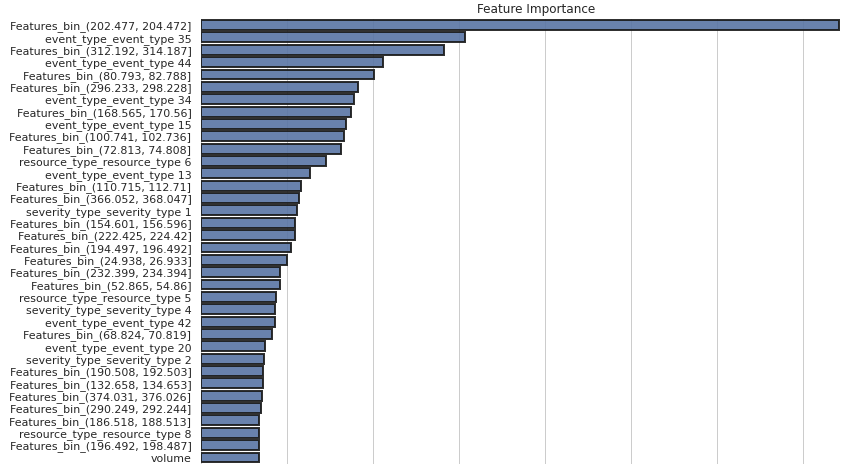 Feature Importance
Features_bin_(202.477, 204.472]
event_type_event_type 35
Features_bin_(312.192, 314.187]
event_type_event_type 44
Features_bin_(80.793, 82.788]
Features_bin_(296.233, 298.228]
event_type_event_type 34
Features_bin_(168.565, 170.56]
event_type_event_type 15
Features_bin_(100.741, 102.736]
Features_bin_(72.813, 74.808]
resource_type_resource_type 6
event_type_event_type 13
Features_bin_(110.715, 112.71]
Features_bin_(366.052, 368.047]
severity_type_severity_type 1
Features_bin_(154.601, 156.596]
Features_bin_(222.425, 224.42]
Features_bin_(194.497, 196.492]
Features_bin_(24.938, 26.933]
Features_bin_(232.399, 234.394]
Features_bin_(52.865, 54.86]
resource_type_resource_type 5
severity_type_severity_type 4
event_type_event_type 42
Features_bin_(68.824, 70.819]
event_type_event_type 20
severity_type_severity_type 2
Features_bin_(190.508, 192.503]
Features_bin_(132.658, 134.653]
Features_bin_(374.031, 376.026]
Features_bin_(290.249, 292.244]
Features_bin_(186.518, 188.513]
resource_type_resource_type 8
Features_bin_(196.492, 198.487]
volume